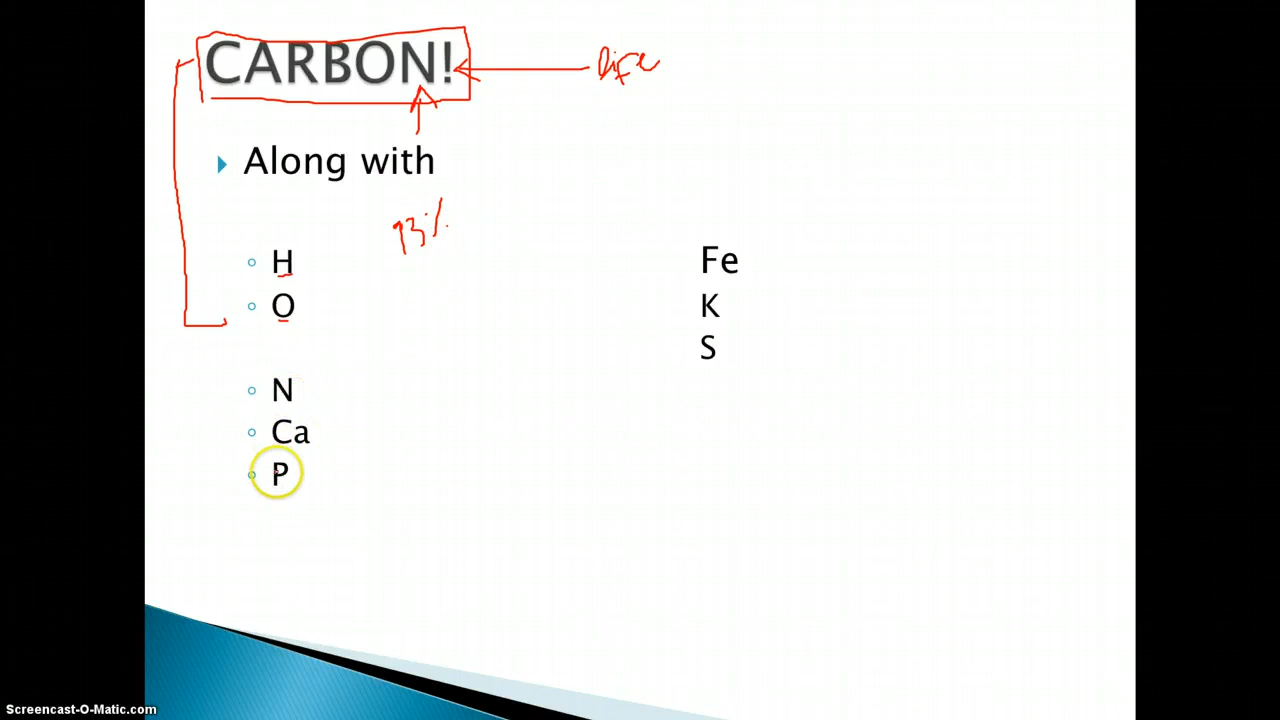 CARBON!
life
Along with
93%
H
O
N
Ca
P
Fe
K
S
Screencast-O-Matic.com